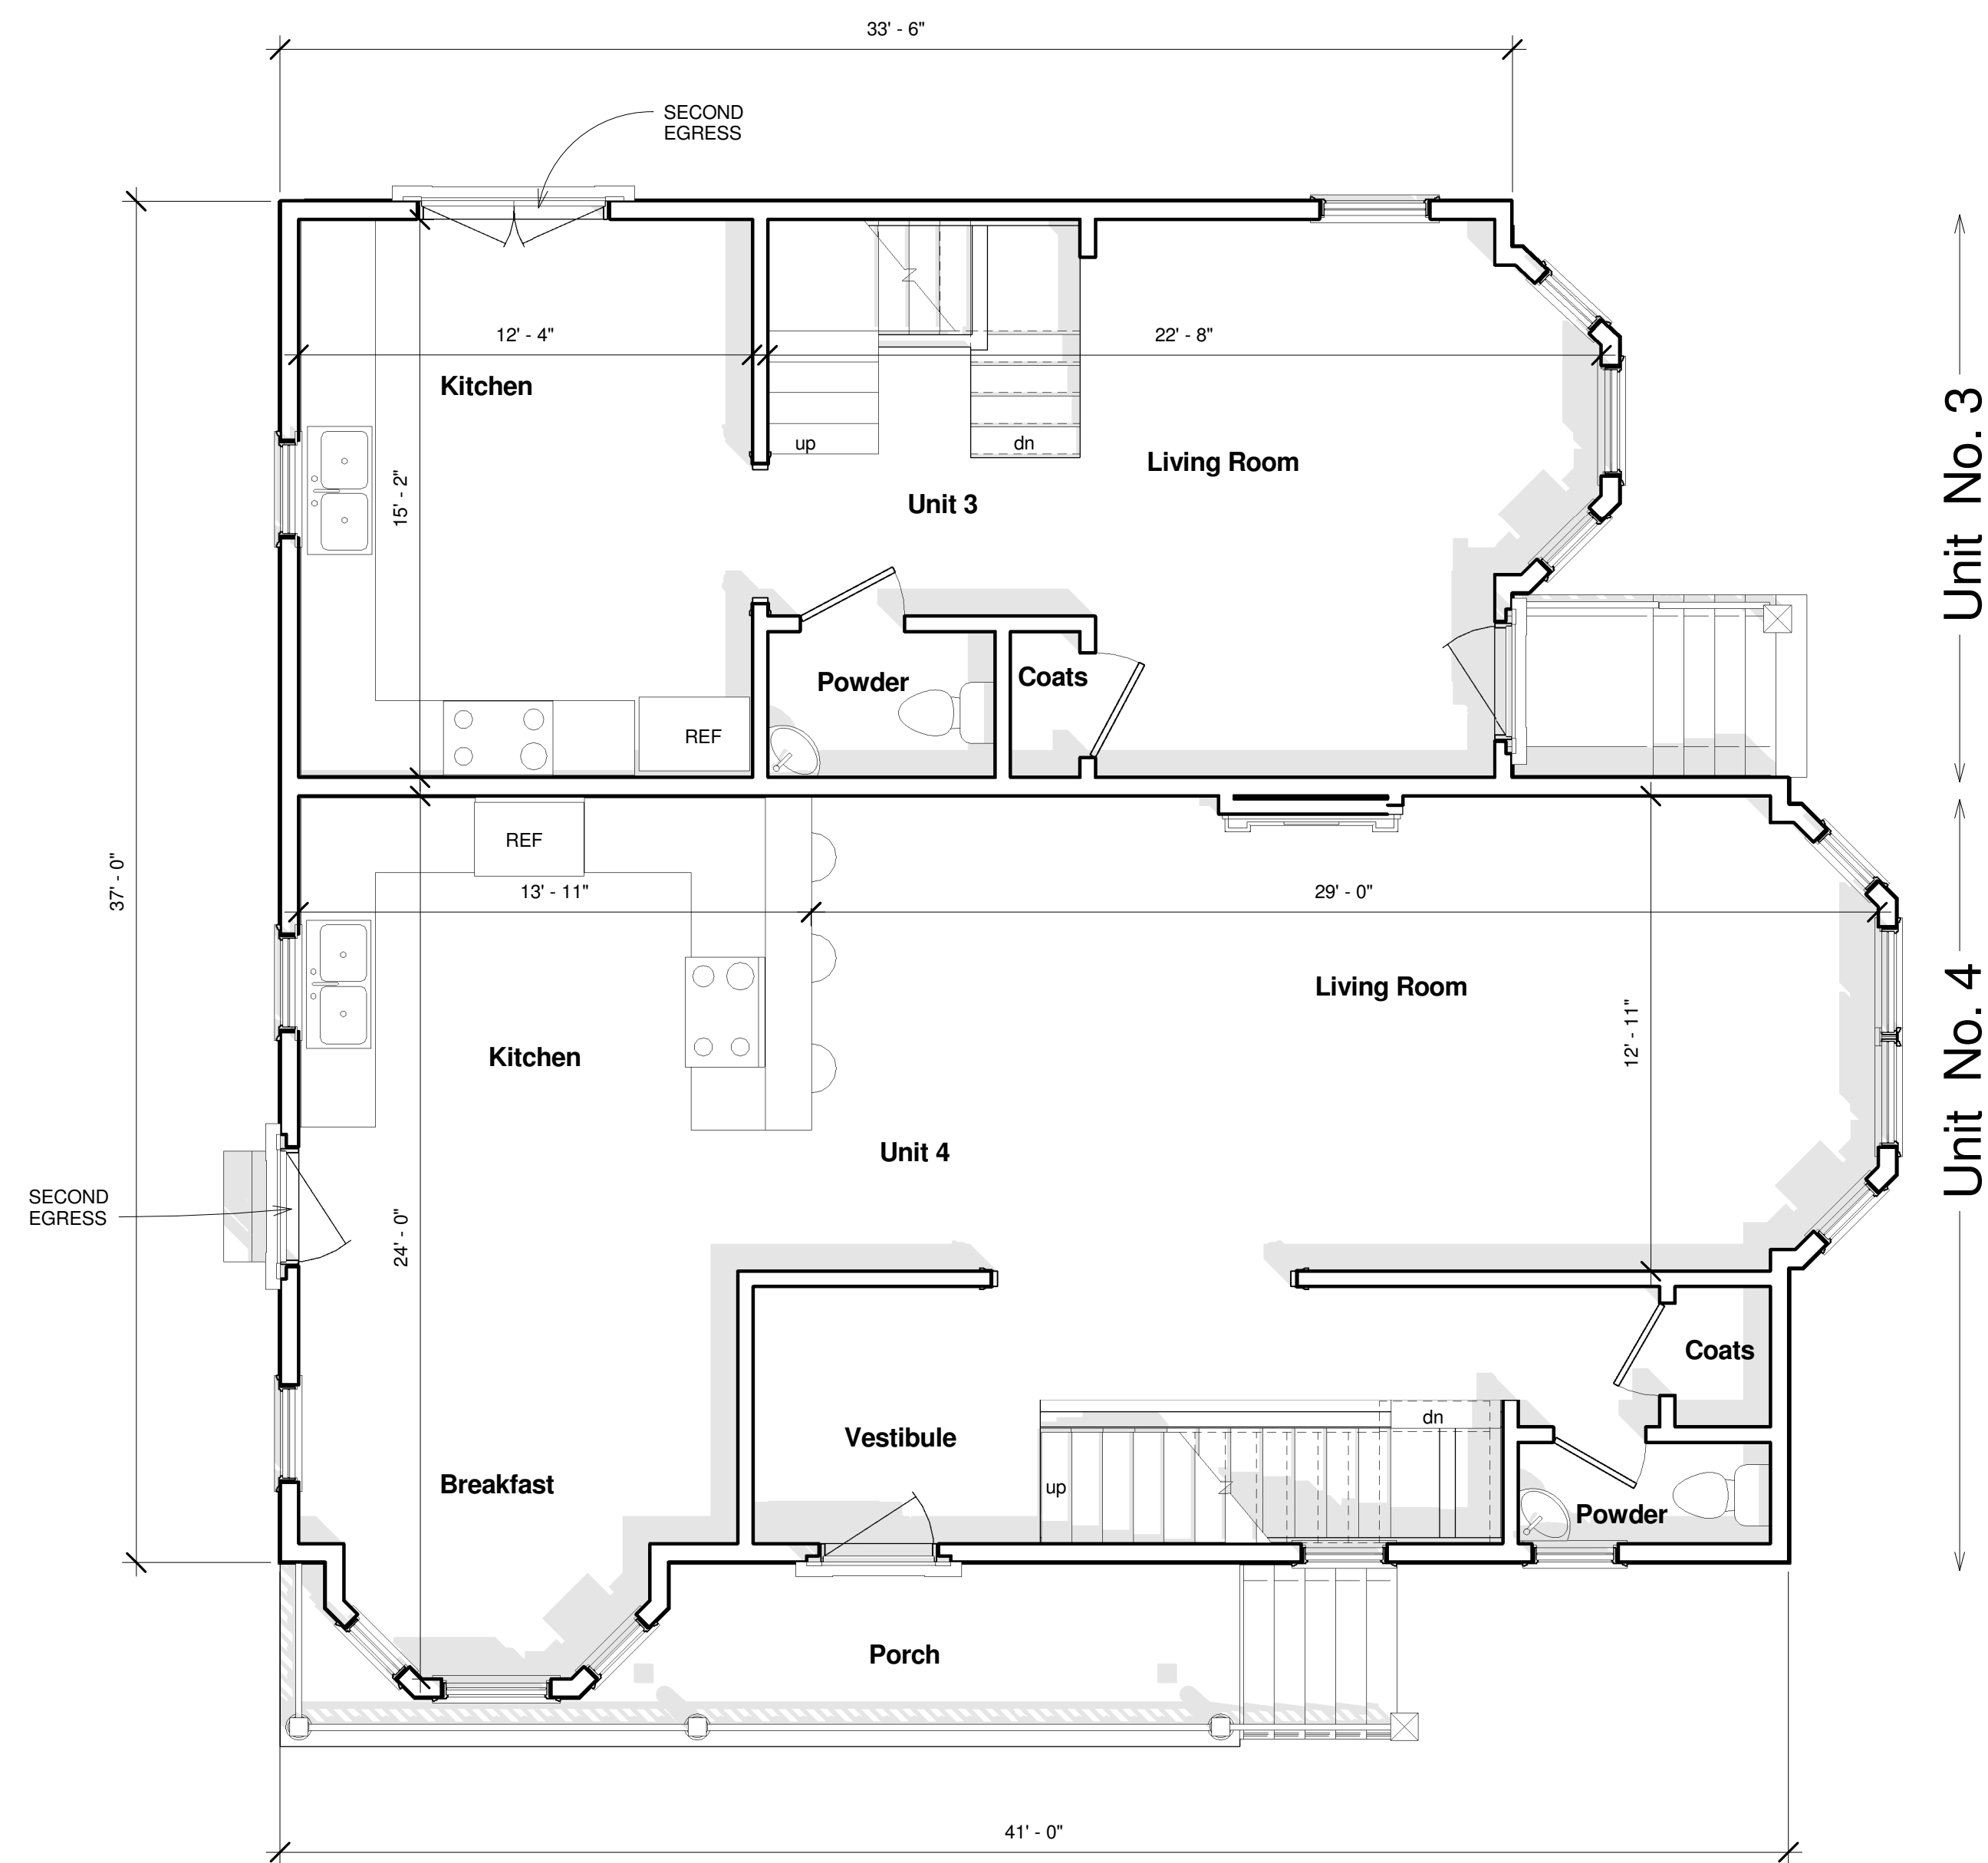 33' - 6"
SECOND
EGRESS
12' - 4"
22' - 8"
Kitchen
up
dn
Living Room
15' - 2"
Unit 3
Unit No. 3
Powder
Coats
REF
REF
37' - 0"
13' - 11"
29' - 0"
Living Room
12' - 11"
Kitchen
Unit 4
Unit No. 4
SECOND
EGRESS
24' - 0"
Coats
dn
Vestibule
up
Breakfast
Powder
Porch
41' - 0"